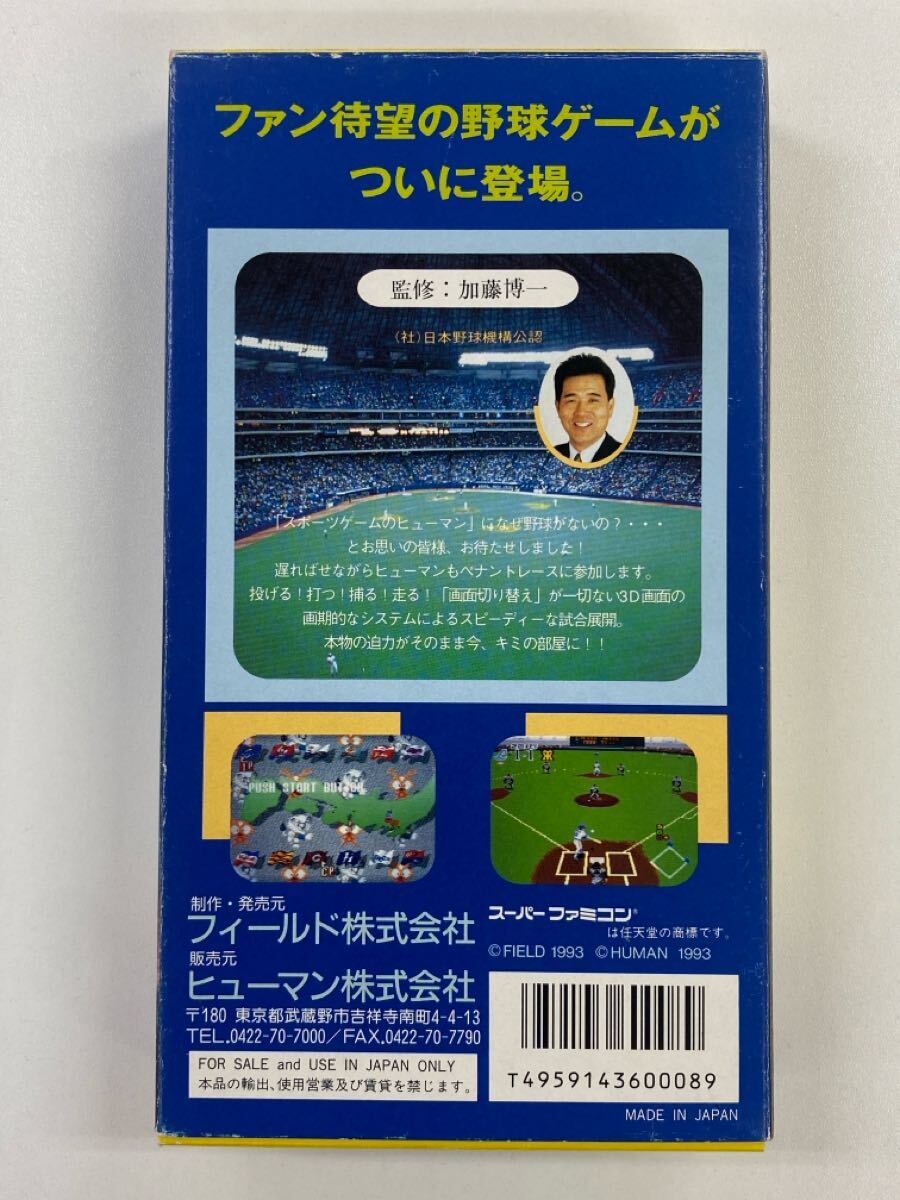 ファン待望の野球ゲームが
ついに登場。
監修：加藤博一
（社）日本野球機構公認
「スポーツゲームのヒューマン」になぜ野球がないの？・・・
とお思いの皆様、お待たせしました！
遅ればせながらヒューマンもペナントレースに参加します。
投げる！打つ！捕る！走る！「画面切り替え」が一切ない3D画面の
画期的なシステムによるスピーディーな試合展開。
本物の迫力がそのまま今、キミの部屋に！！
PUSH START BUTTON
制作・発売元
フィールド株式会社
販売元
ヒューマン株式会社
〒180 東京都武蔵野市吉祥寺南町4-4-13
TEL.0422-70-7000／FAX.0422-70-7790
FOR SALE and USE IN JAPAN ONLY
本品の輸出、使用営業及び賃貸を禁じます。
スーパーファミコン®
は任天堂の商標です。
©FIELD 1993 ©HUMAN 1993
T4959143600089
MADE IN JAPAN